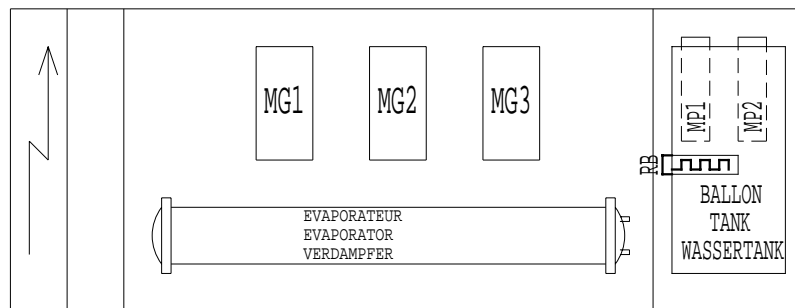 MG1
MG2
MG3
MP1
MP2
RB
EVAPORATEUR
EVAPORATOR
VERDAMPFER
BALLON
TANK
WASSERTANK